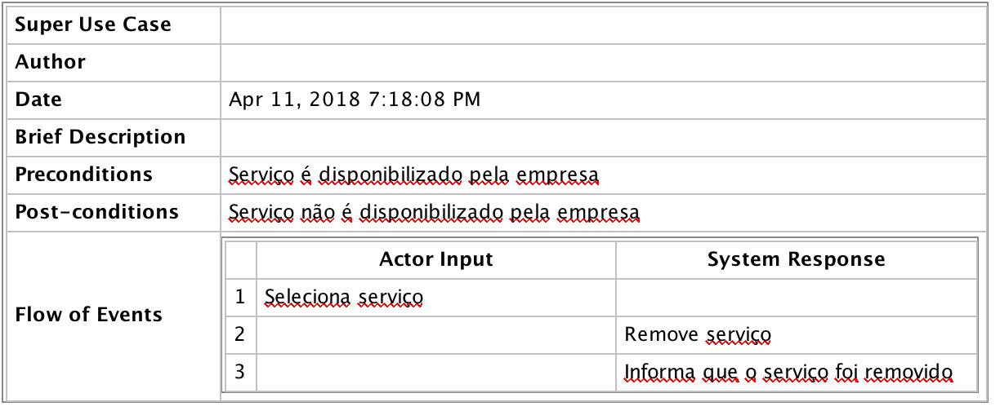 Super Use Case
Author
Date Apr 11, 2018 7:18:08 PM
Brief Description
Preconditions Serviço é disponibilizado pela empresa
Post-conditions Serviço não é disponibilizado pela empresa
Flow of Events
Actor Input System Response
1 Seleciona serviço
2 Remove serviço
3 Informa que o serviço foi removido